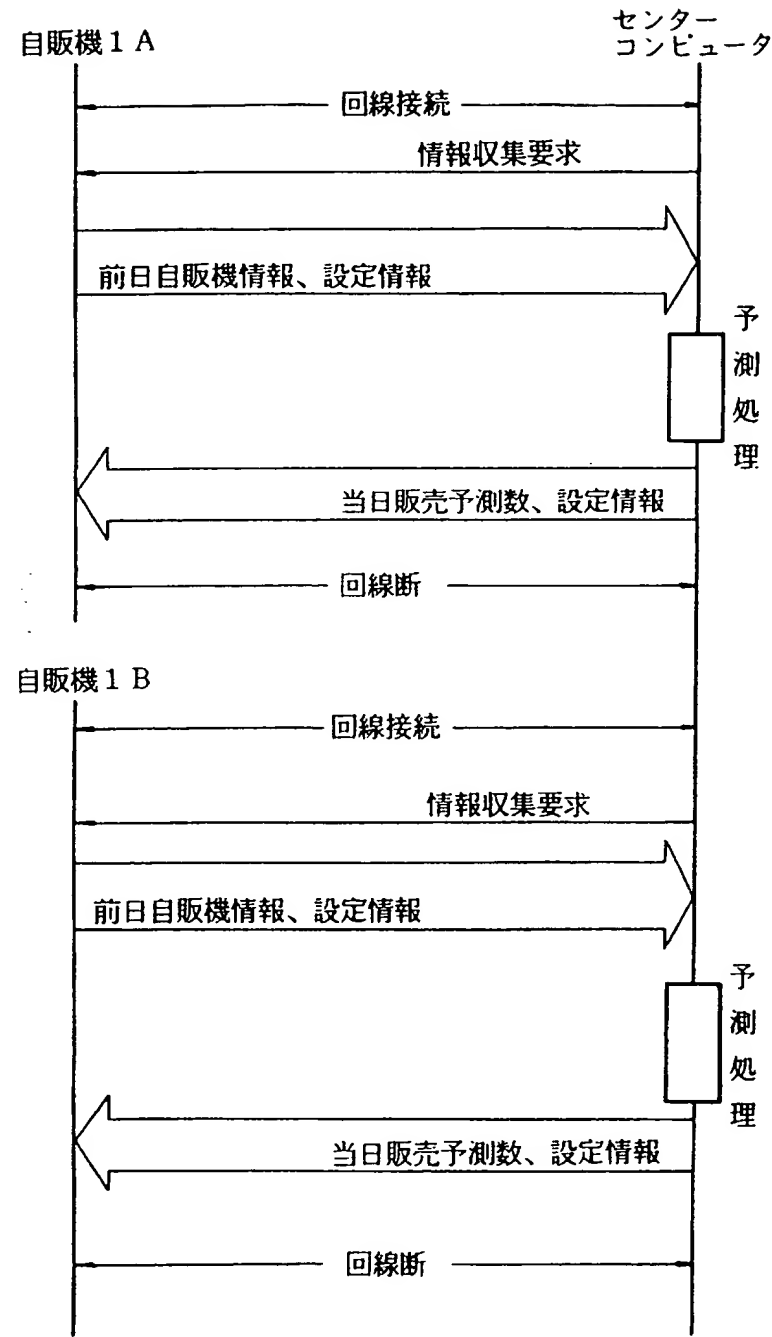 自販機１Ａ
センター
コンピュータ
回線接続
情報収集要求
前日自販機情報、設定情報
予測処理
当日販売予測数、設定情報
回線断
自販機１Ｂ
回線接続
情報収集要求
前日自販機情報、設定情報
予測処理
当日販売予測数、設定情報
回線断